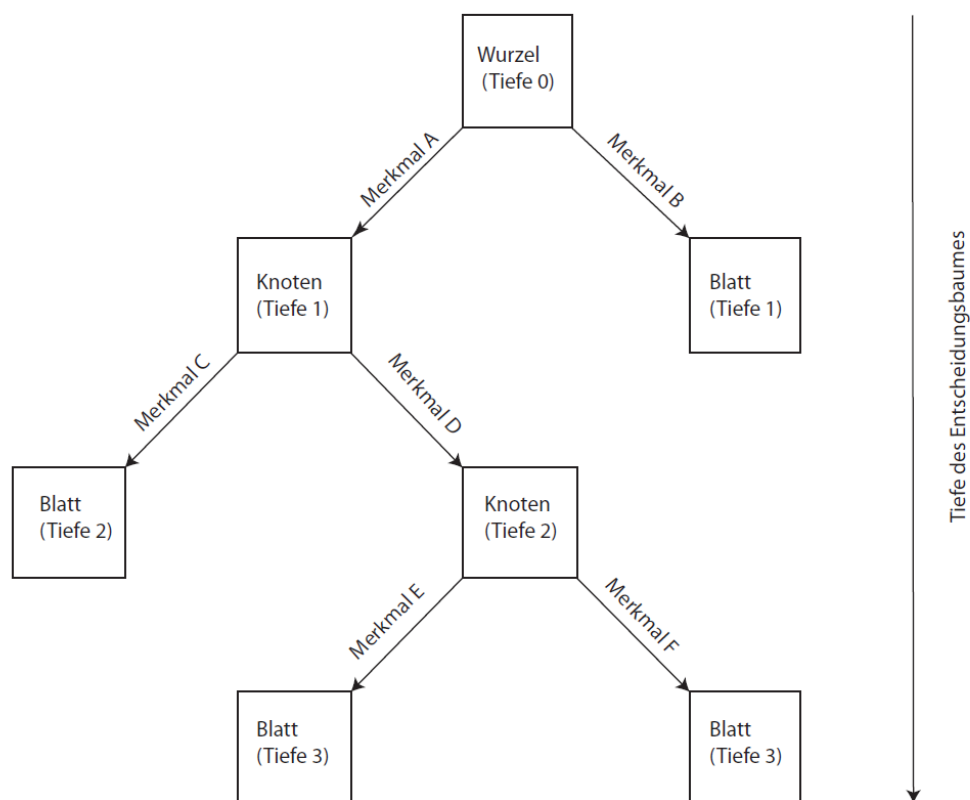 Wurzel
(Tiefe 0)
Merkmal A
Merkmal B
Knoten
(Tiefe 1)
Blatt
(Tiefe 1)
Merkmal C
Merkmal D
Blatt
(Tiefe 2)
Knoten
(Tiefe 2)
Merkmal E
Merkmal F
Blatt
(Tiefe 3)
Blatt
(Tiefe 3)
Tiefe des Entscheidungsbaumes